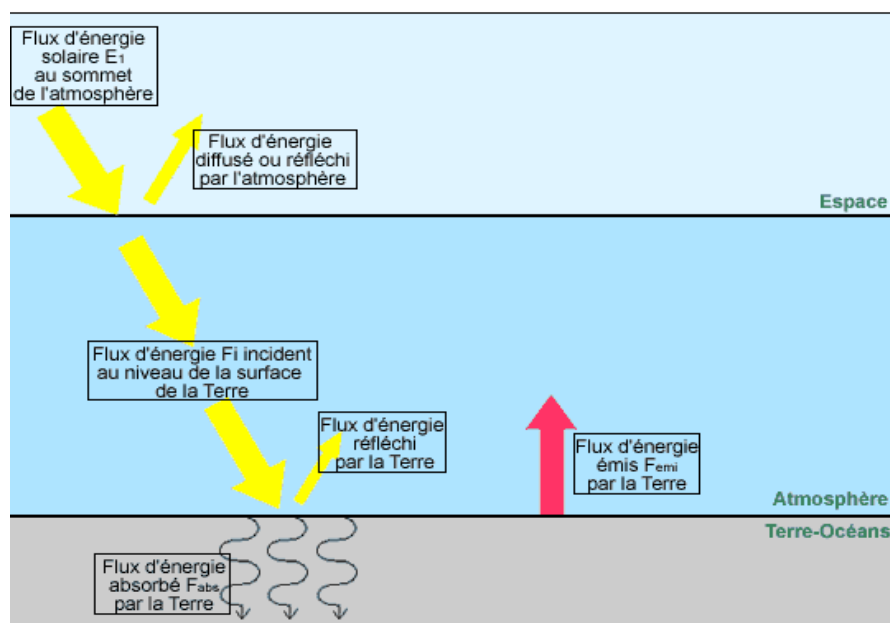 Flux d'énergie
solaire E₁
au sommet
de l'atmosphère
Flux d'énergie
diffusé ou réfléchi
par l'atmosphère
Espace
Flux d'énergie Fi incident
au niveau de la surface
de la Terre
Flux d'énergie
réfléchi
par la Terre
Flux d'énergie
émis Femi
par la Terre
Atmosphère
Terre-Océans
Flux d'énergie
absorbé Fabs
par la Terre